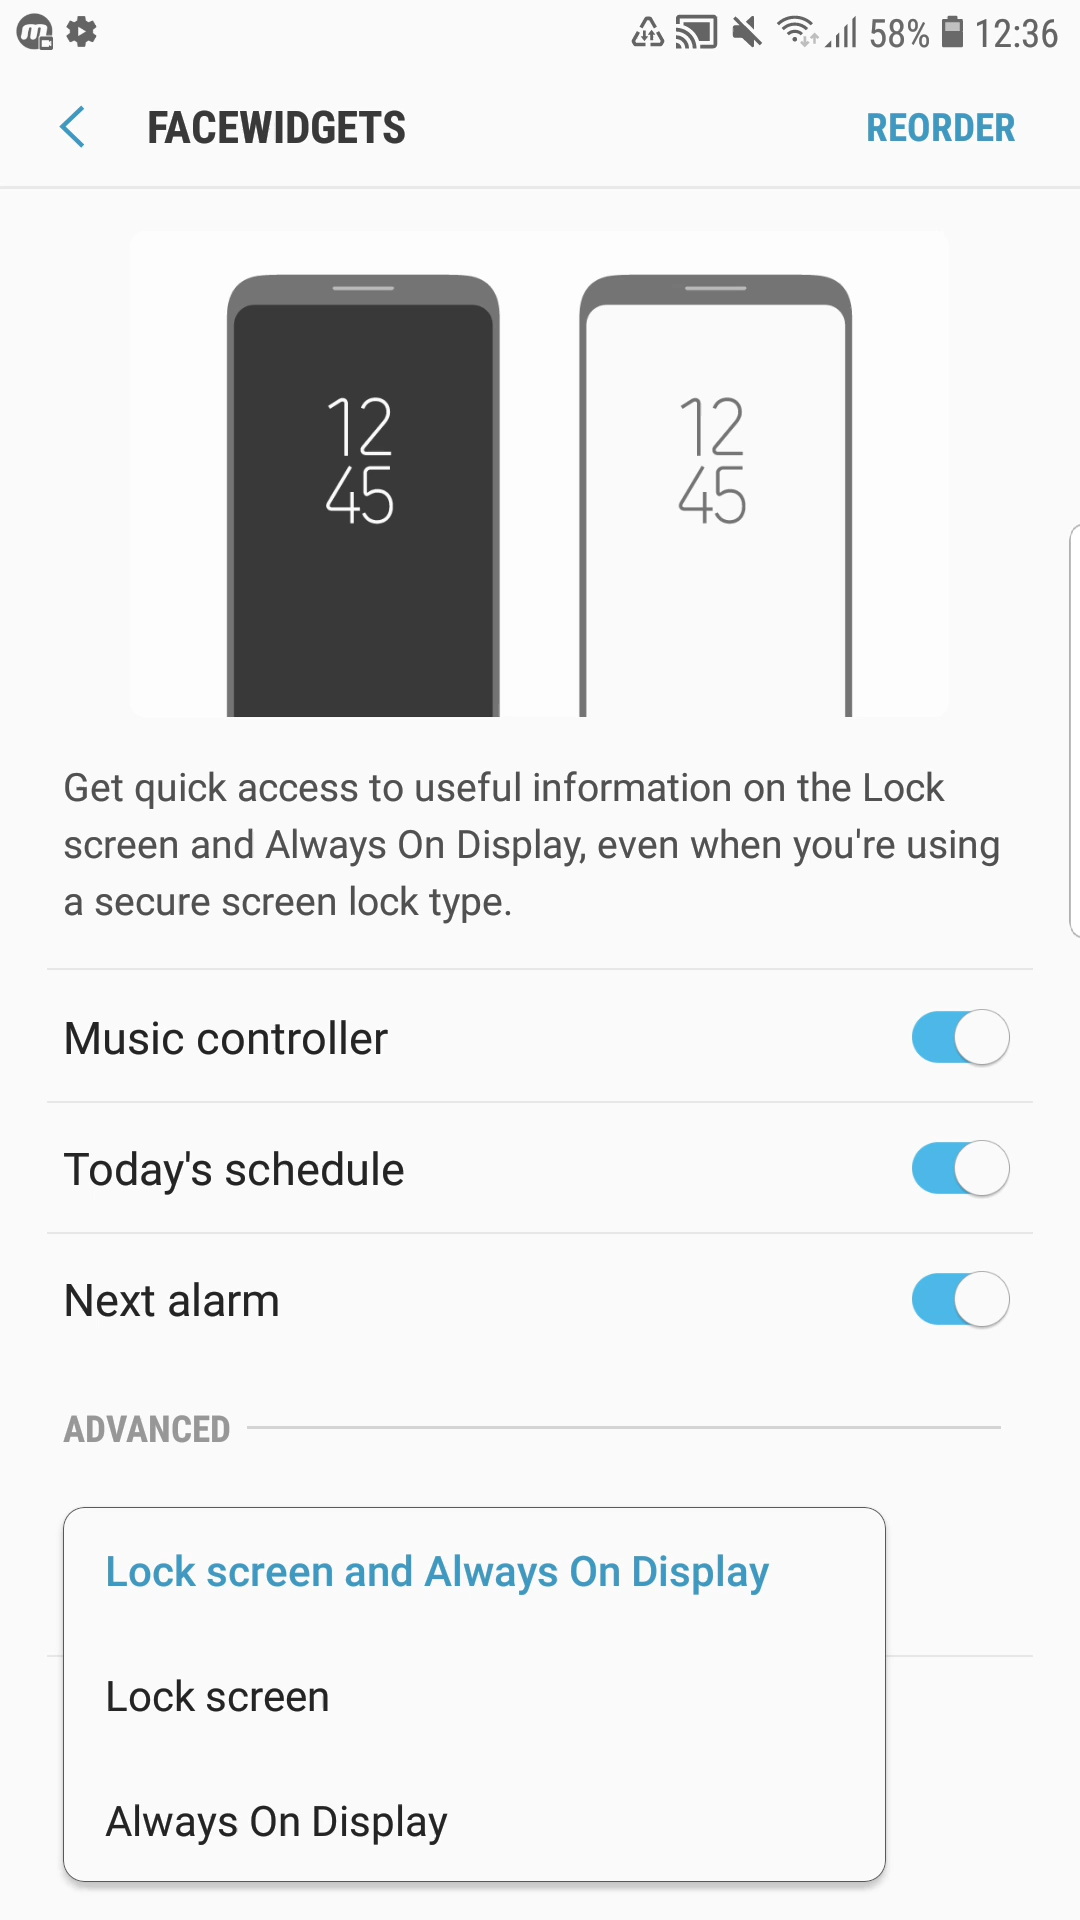 58% 12:36
FACEWIDGETS REORDER
12
45
12
45
Get quick access to useful information on the Lock
screen and Always On Display, even when you're using
a secure screen lock type.
Music controller
Today's schedule
Next alarm
ADVANCED
Lock screen and Always On Display
Lock screen
Always On Display